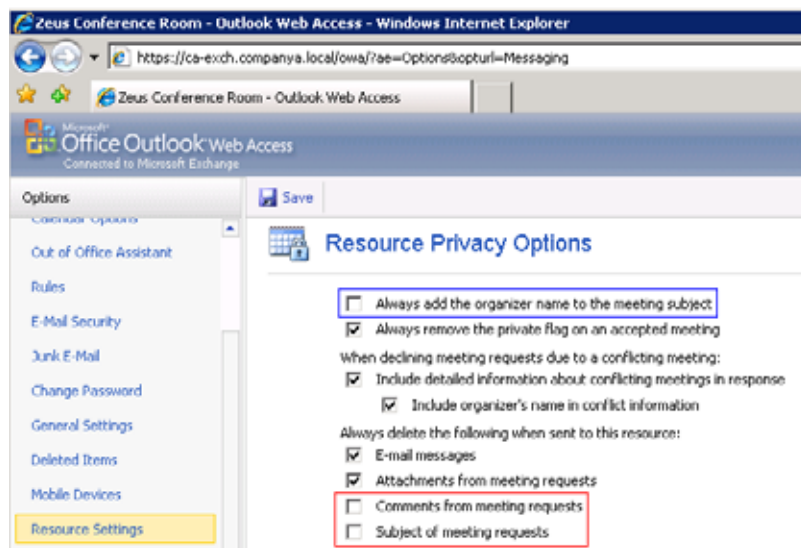 Zeus Conference Room - Outlook Web Access - Windows Internet Explorer
https://ca-exch.companya.local/owa/?ae=Options&opturl=Messaging
Zeus Conference Room - Outlook Web Access
Microsoft
Office Outlook Web Access
Connected to Microsoft Exchange
Options
Save
Calendar Options
Out of Office Assistant
Rules
E-Mail Security
Junk E-Mail
Change Password
General Settings
Deleted Items
Mobile Devices
Resource Settings
Resource Privacy Options
Always add the organizer name to the meeting subject
Always remove the private flag on an accepted meeting
When declining meeting requests due to a conflicting meeting:
Include detailed information about conflicting meetings in response
Include organizer's name in conflict information
Always delete the following when sent to this resource:
E-mail messages
Attachments from meeting requests
Comments from meeting requests
Subject of meeting requests